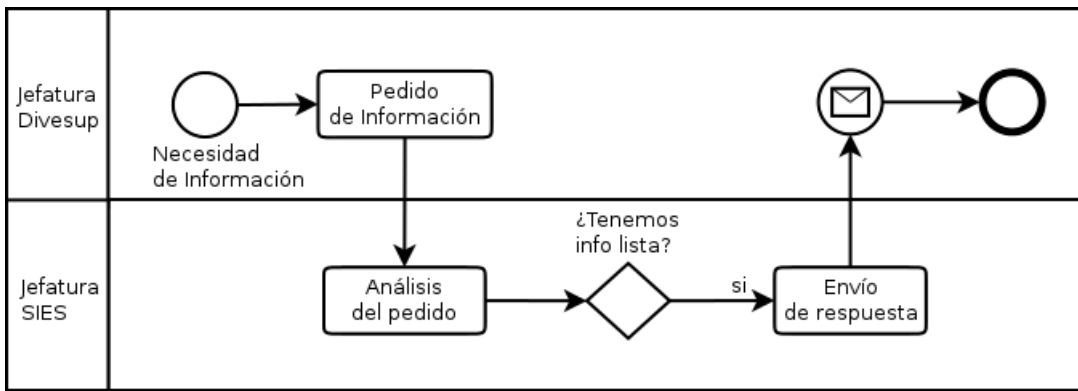 Jefatura
Divesup
Necesidad
de Información
Pedido
de Información
Jefatura
SIES
Análisis
del pedido
¿Tenemos
info lista?
si
Envío
de respuesta